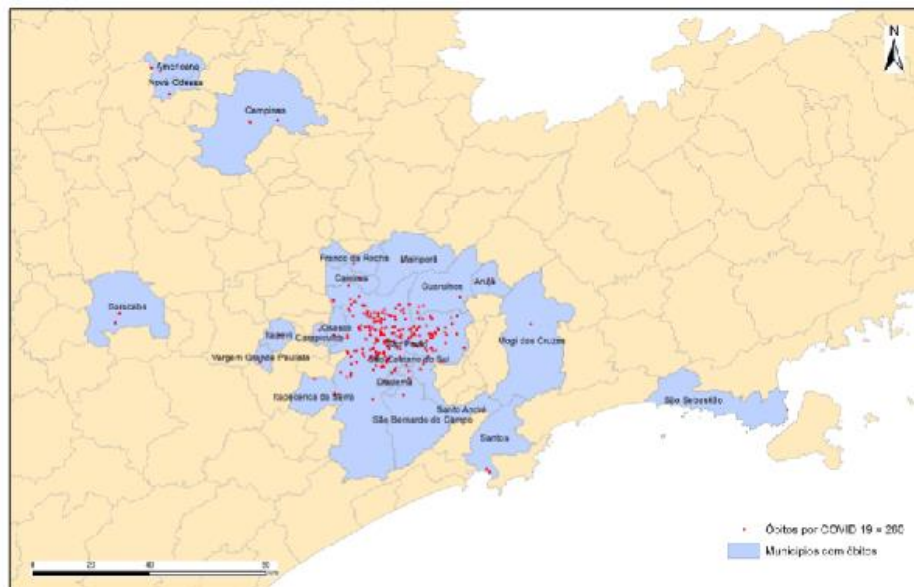 N
Americana
Nova Odessa
Campinas
Franco da Rocha
Mairiporã
Caieiras
Guarulhos
Arujá
Sorocaba
Osasco
Itapevi
Carapicuíba
São Paulo
Mogi das Cruzes
Vargem Grande Paulista
São Caetano do Sul
Diadema
Itapecerica da Serra
São Sebastião
Santo André
São Bernardo do Campo
Santos
Óbitos por COVID 19 = 260
Municípios com óbitos
0 20 40 80